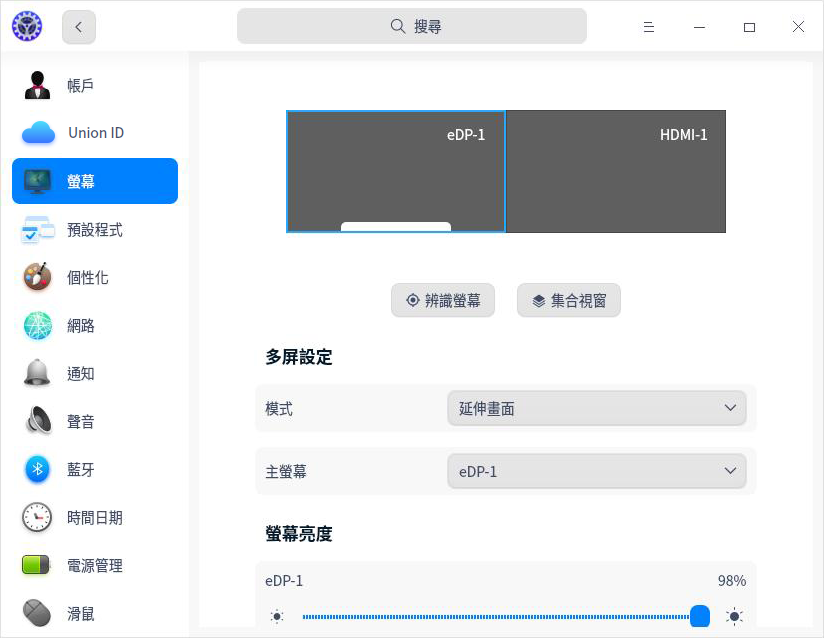 搜尋
帳戶
Union ID
螢幕
預設程式
個性化
網路
通知
聲音
藍牙
時間日期
電源管理
滑鼠
eDP-1
HDMI-1
辨識螢幕
集合視窗
多屏設定
模式
延伸畫面
主螢幕
eDP-1
螢幕亮度
eDP-1
98%